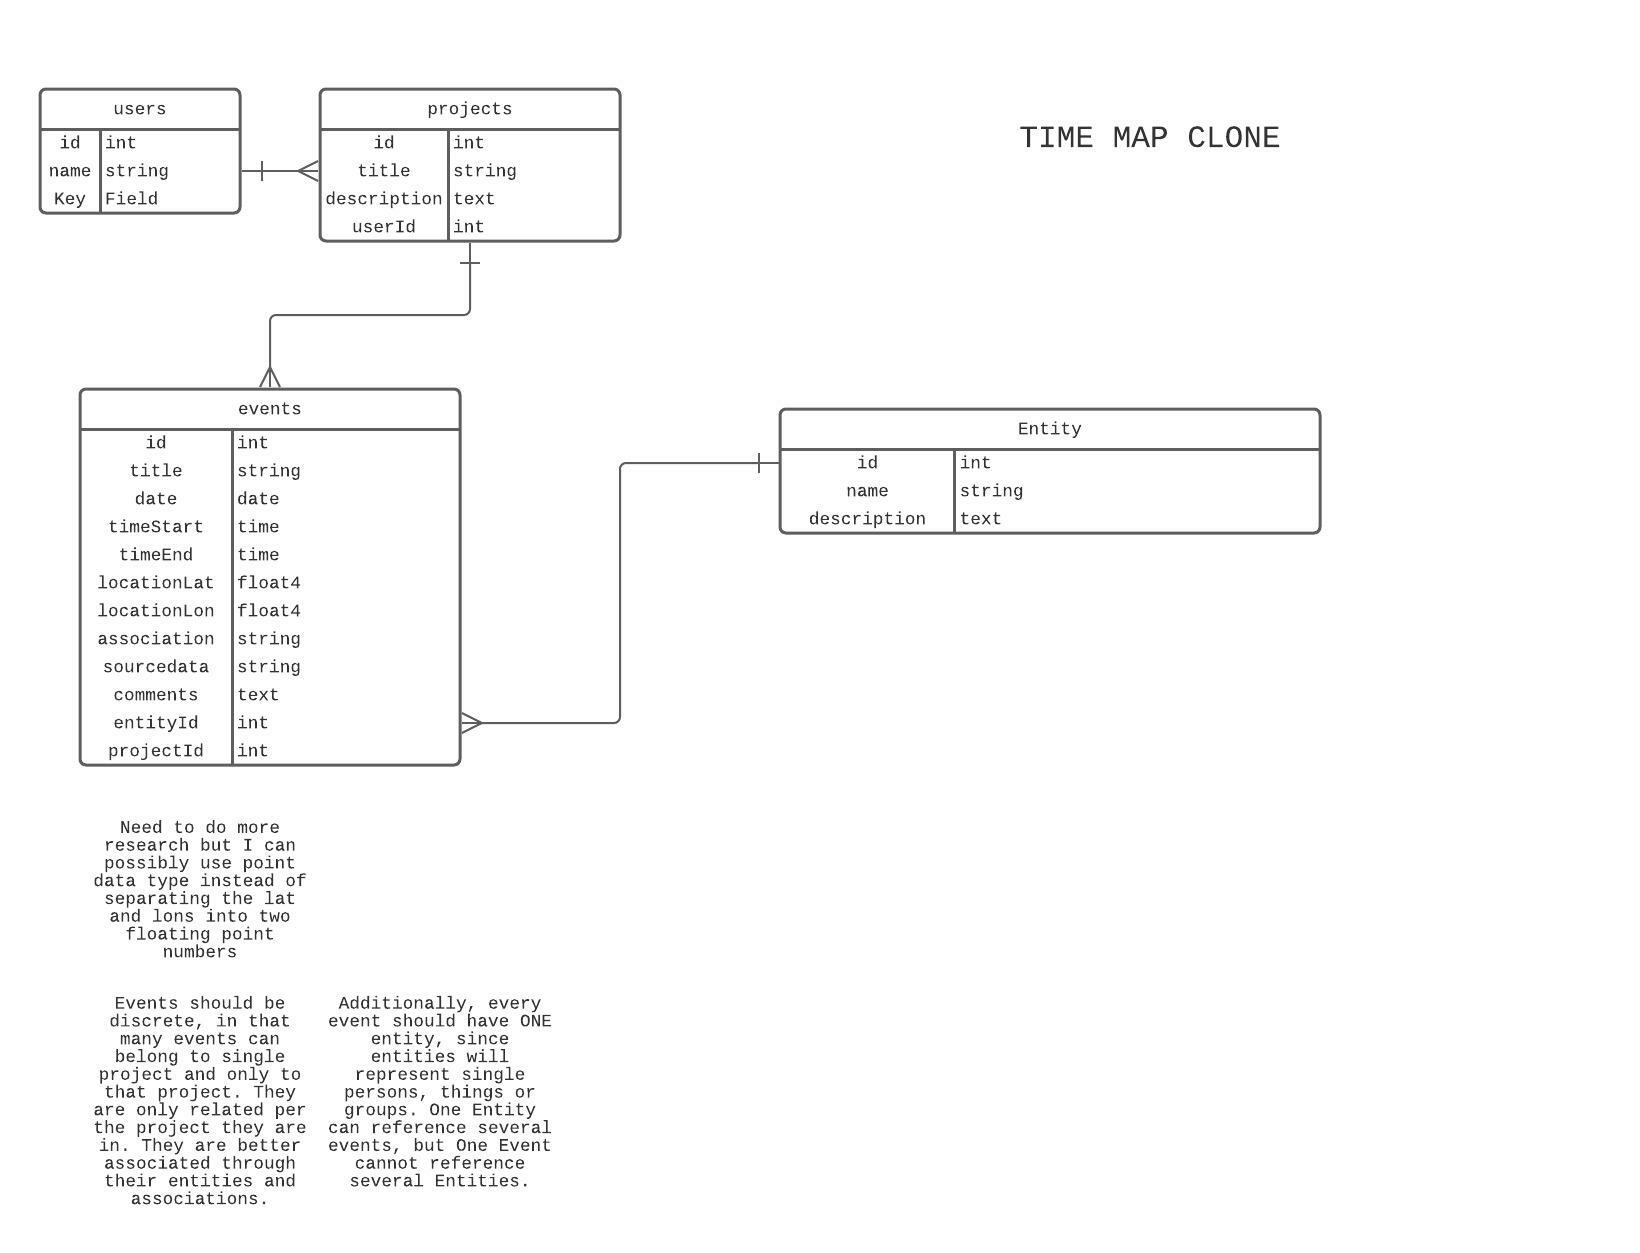 TIME MAP CLONE
users
id int
name string
Key Field
projects
id int
title string
description text
userId int
events
id int
title string
date date
timeStart time
timeEnd time
locationLat float4
locationLon float4
association string
sourcedata string
comments text
entityId int
projectId int
Entity
id int
name string
description text
Need to do more
research but I can
possibly use point
data type instead of
separating the lat
and lons into two
floating point
numbers
Events should be
discrete, in that
many events can
belong to single
project and only to
that project. They
are only related per
the project they are
in. They are better
associated through
their entities and
associations.
Additionally, every
event should have ONE
entity, since
entities will
represent single
persons, things or
groups. One Entity
can reference several
events, but One Event
cannot reference
several Entities.